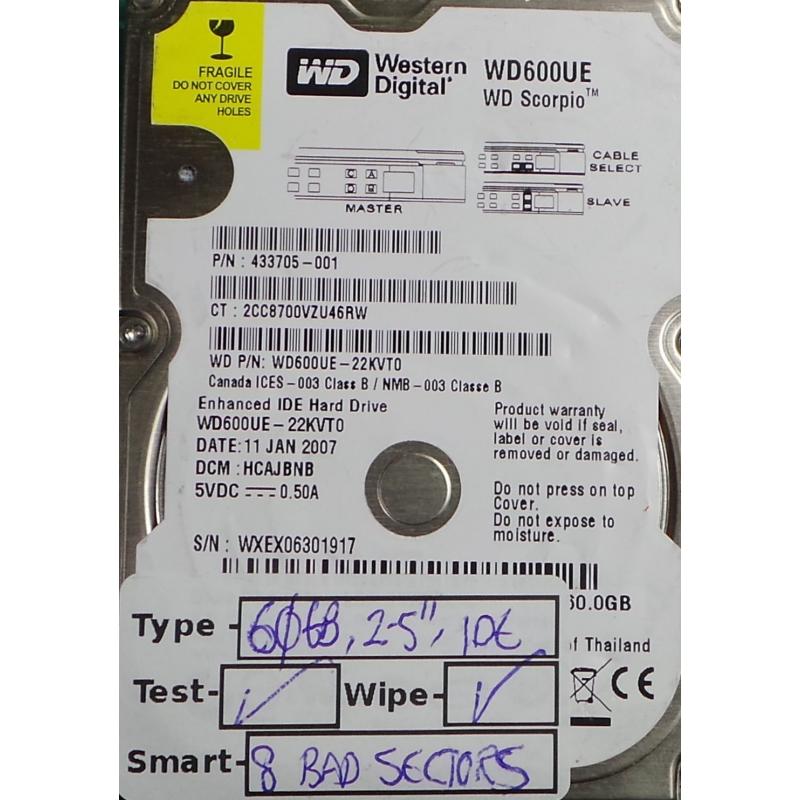 FRAGILE
DO NOT COVER
ANY DRIVE
HOLES
WD Western
Digital
WD600UE
WD Scorpio™
C A
D B
MASTER
CABLE
SELECT
SLAVE
P/N : 433705-001
CT : 2CC8700VZU46RW
WD P/N: WD600UE-22KVT0
Canada ICES-003 Class B / NMB-003 Classe B
Enhanced IDE Hard Drive
WD600UE-22KVT0
DATE: 11 JAN 2007
DCM : HCAJBNB
5VDC ⎓ 0.50A
Product warranty
will be void if seal,
label or cover is
removed or damaged.
Do not press on top
Cover.
Do not expose to
moisture.
S/N : WXEX06301917
60.0GB
of Thailand
CE
Type - 60GB, 2.5", IDE
Test- ✓ Wipe- ✓
Smart- 8 BAD SECTORS